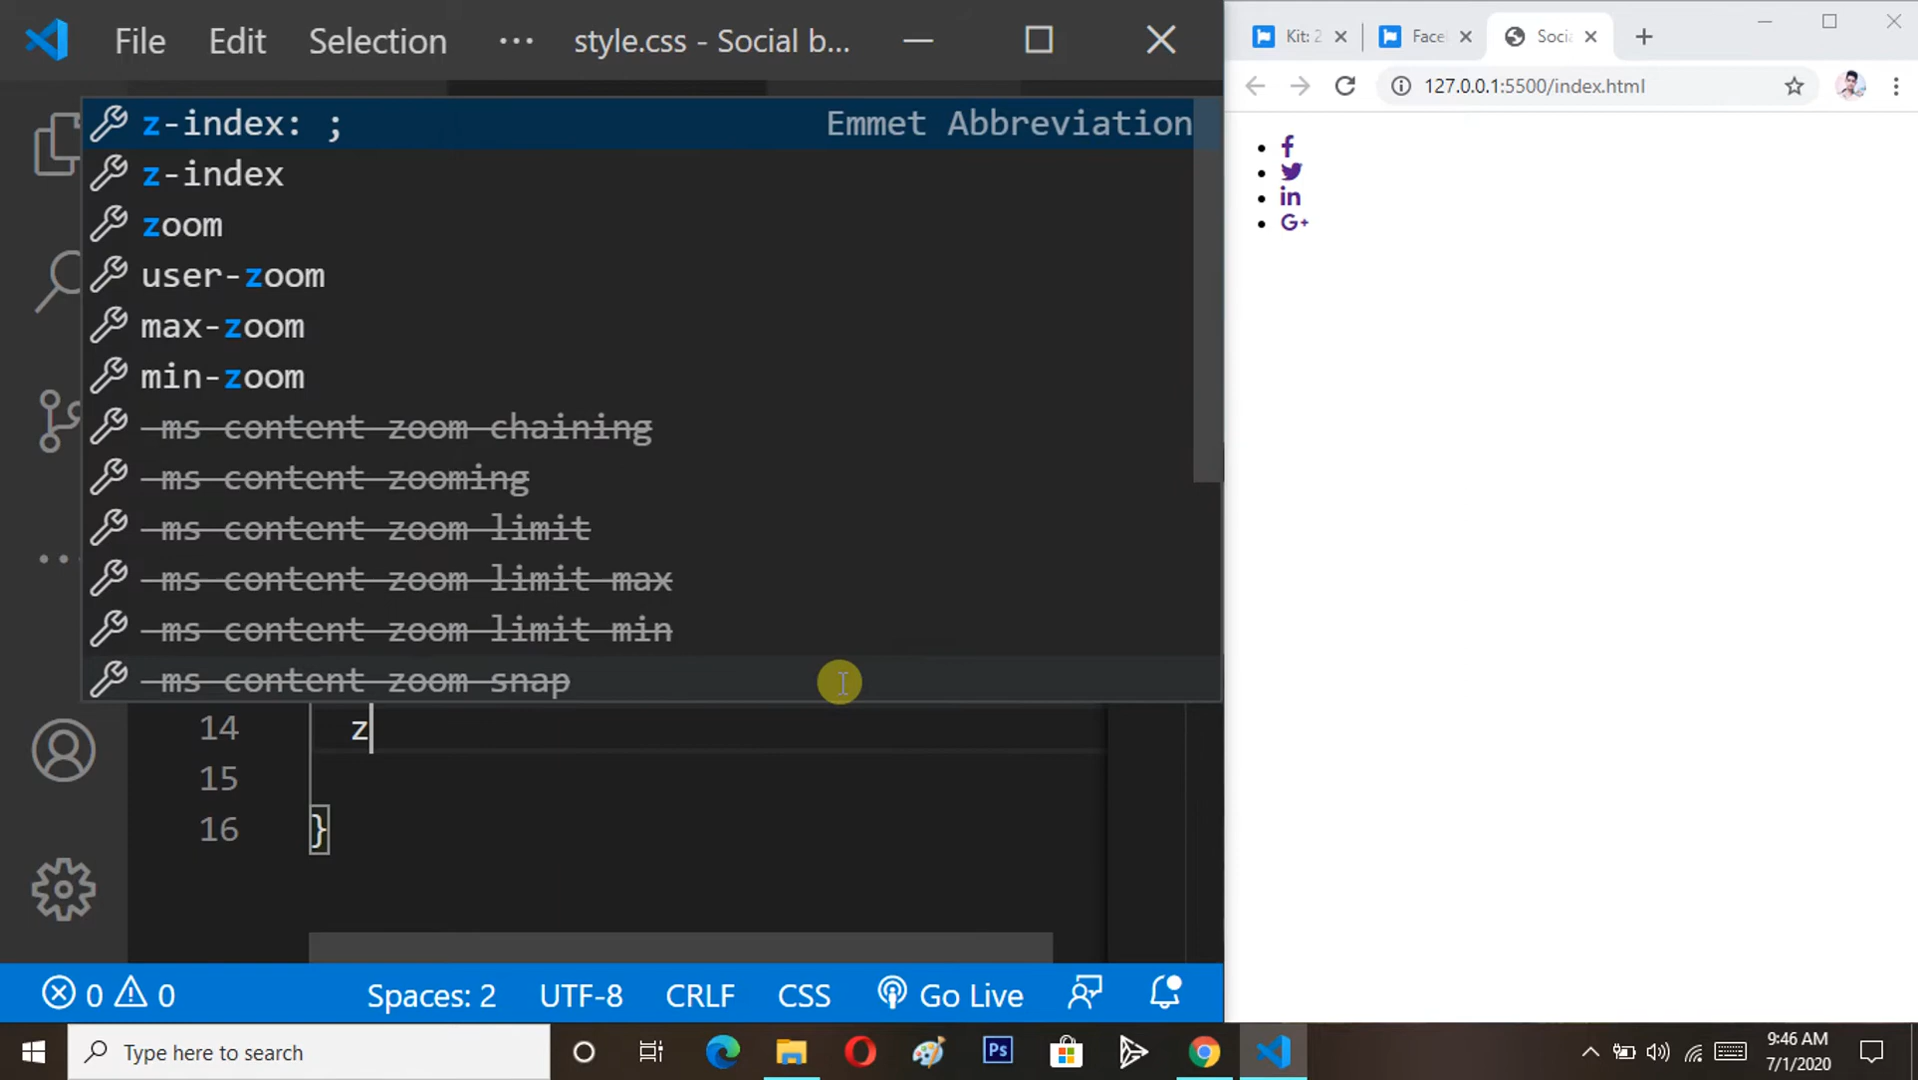 File Edit Selection ··· style.css - Social b...
z-index: ; Emmet Abbreviation
z-index
zoom
user-zoom
max-zoom
min-zoom
-ms-content-zoom-chaining
-ms-content-zooming
-ms-content-zoom-limit
-ms-content-zoom-limit-max
-ms-content-zoom-limit-min
-ms-content-zoom-snap
14 z
15
16 }
0 0 Spaces: 2 UTF-8 CRLF CSS Go Live
Kit: 2 Facel Socia
127.0.0.1:5500/index.html
f
in
G+
Type here to search
Ps
9:46 AM
7/1/2020